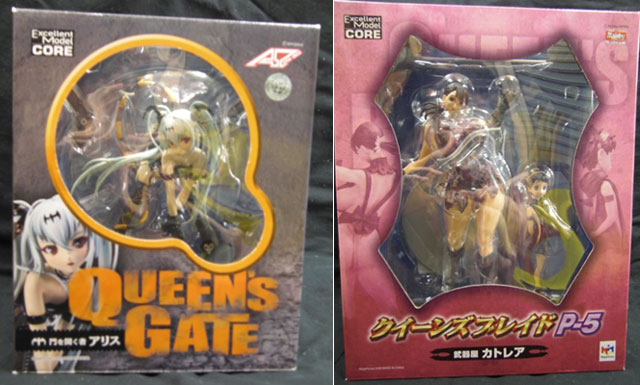 Excellent
Model
CORE
QUEEN'S
GATE
門を開く者 アリス
Excellent
Model
CORE
クイーンズブレイド P-5
武器屋 カトレア
MegaHouse